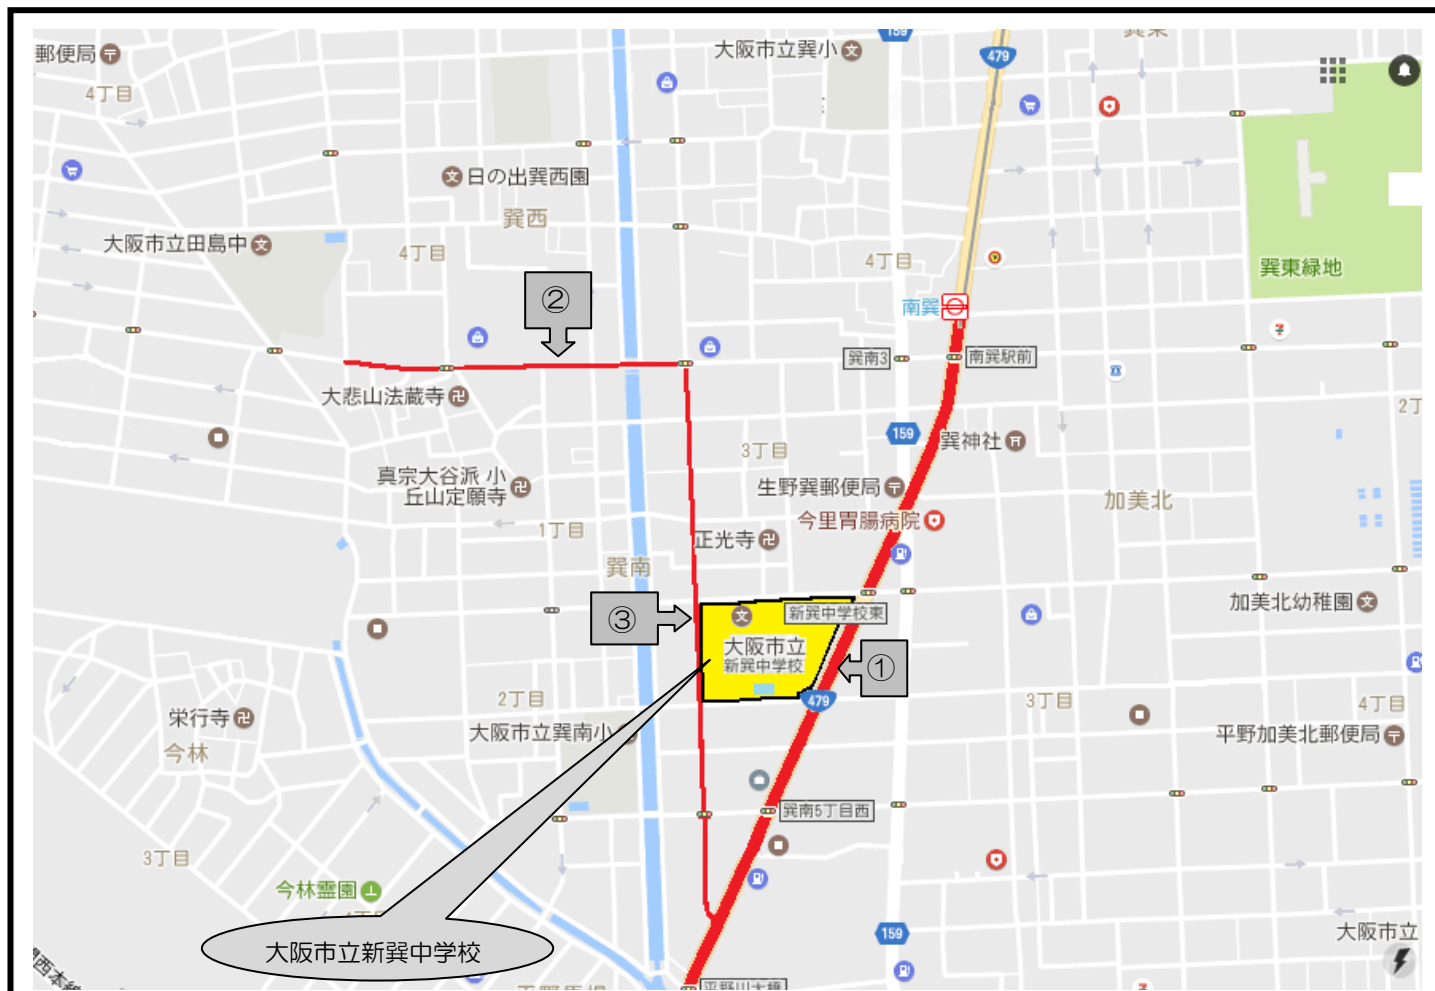 郵便局
4丁目
大阪市立巽小
159
479
日の出巽西園
巽西
大阪市立田島中
4丁目
4丁目
巽東緑地
②
南巽
巽南3
南巽駅前
大悲山法蔵寺
2丁
159
巽神社
3丁目
真宗大谷派 小
丘山定願寺
生野巽郵便局
加美北
今里胃腸病院
1丁目
正光寺
巽南
③
新巽中学校東
加美北幼稚園
大阪市立
新巽中学校
①
2丁目
479
3丁目
4丁目
栄行寺
大阪市立巽南小
平野加美北郵便局
今林
巽南5丁目西
3丁目
今林霊園
大阪市立新巽中学校
159
大阪市立
平野川大橋